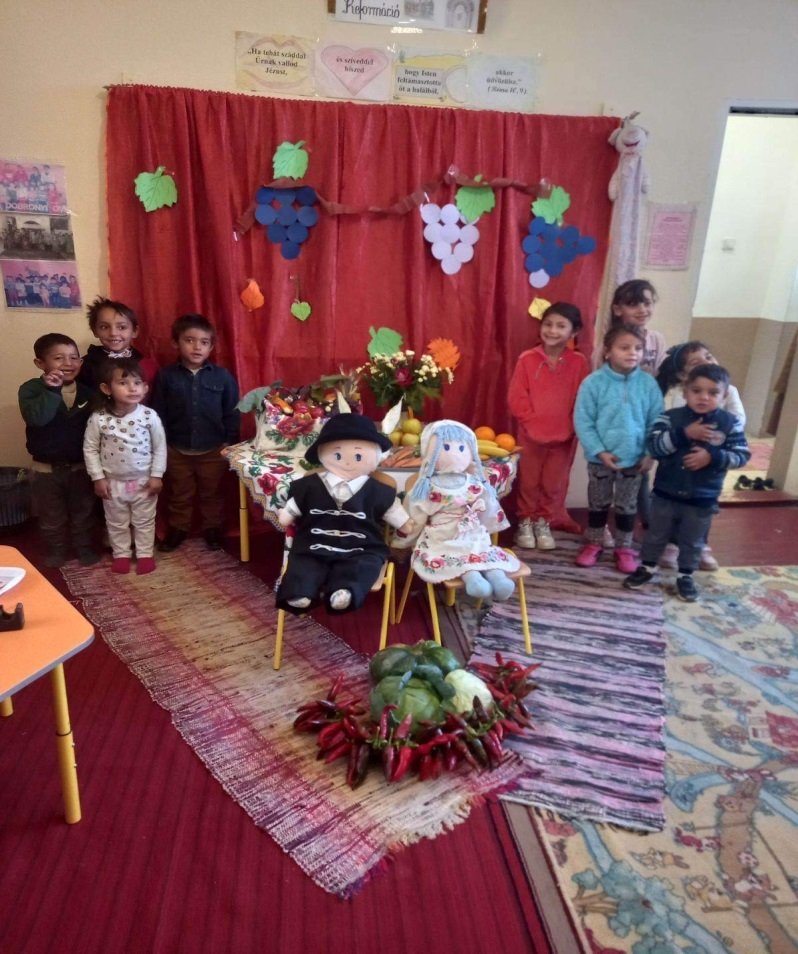 Reformáció
„Ha tehát száddal
Úrnak vallod
Jézust,
és szíveddel
hiszed
hogy Isten
feltámasztotta
őt a halálból,
akkor
üdvözülsz."
(Róma 10, 9).